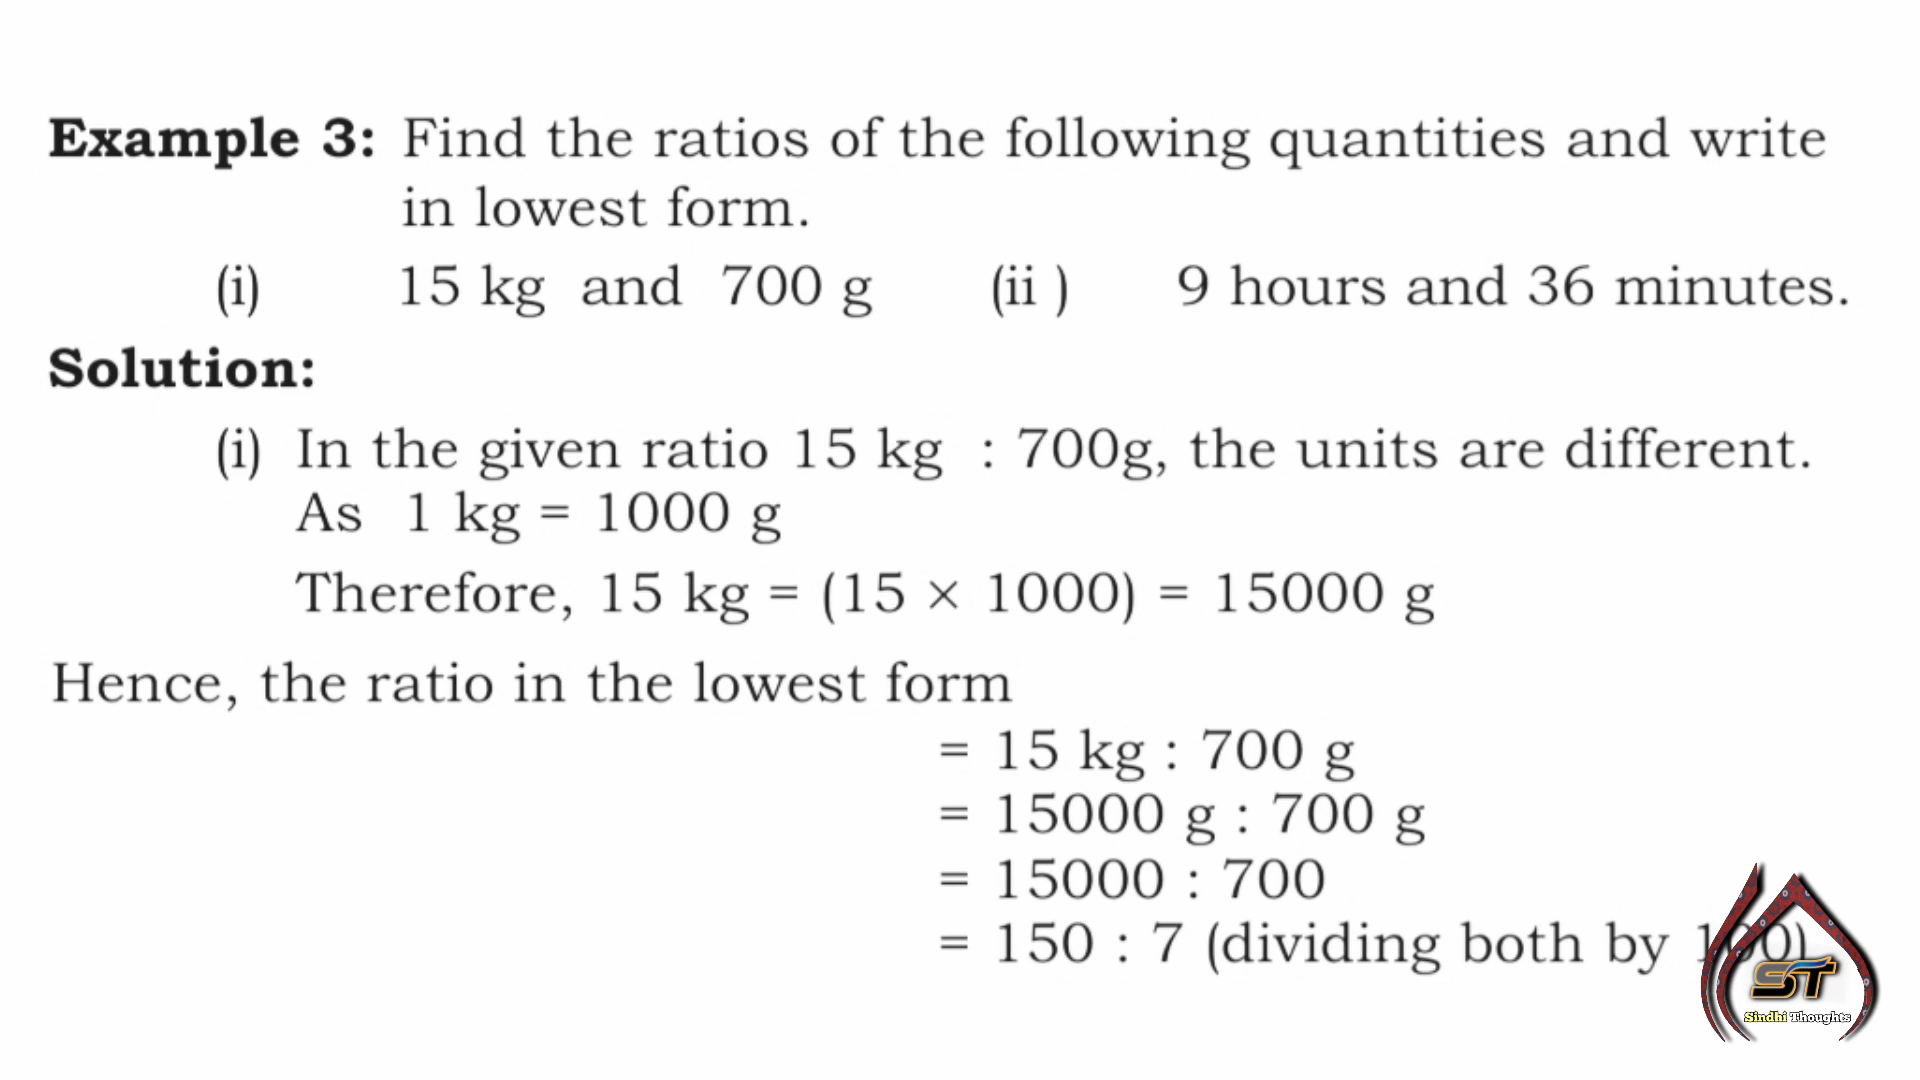 Example 3: Find the ratios of the following quantities and write
in lowest form.
(i) 15 kg and 700 g (ii ) 9 hours and 36 minutes.
Solution:
(i) In the given ratio 15 kg : 700g, the units are different.
As 1 kg = 1000 g
Therefore, 15 kg = (15 × 1000) = 15000 g
Hence, the ratio in the lowest form
= 15 kg : 700 g
= 15000 g : 700 g
= 15000 : 700
= 150 : 7 (dividing both by 100)
ST
Sindhi Thoughts